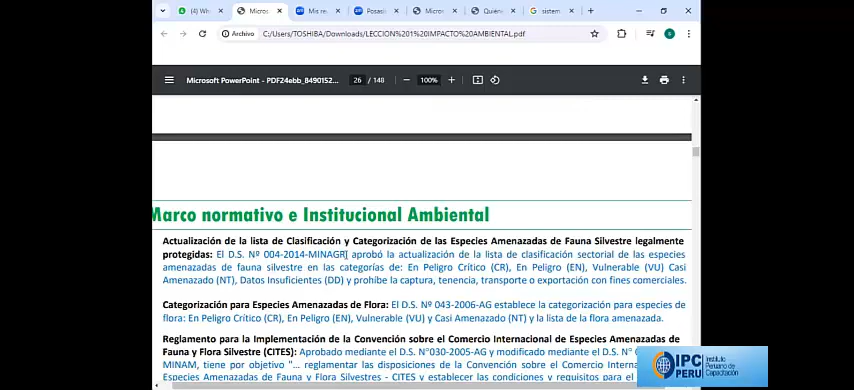 (4) Wh
Micros
Mis re
Posasi
Micros
Quién
sistem
Archivo
C:/Users/TOSHIBA/Downloads/LECCION%201%20IMPACTO%20AMBIENTAL.pdf
Microsoft PowerPoint - PDF24ebb_8490152... 26 / 148 100%
Marco normativo e Institucional Ambiental
Actualización de la lista de Clasificación y Categorización de las Especies Amenazadas de Fauna Silvestre legalmente
protegidas: El D.S. Nº 004-2014-MINAGRI, aprobó la actualización de la lista de clasificación sectorial de las especies
amenazadas de fauna silvestre en las categorías de: En Peligro Crítico (CR), En Peligro (EN), Vulnerable (VU) Casi
Amenazado (NT), Datos Insuficientes (DD) y prohíbe la captura, tenencia, transporte o exportación con fines comerciales.
Categorización para Especies Amenazadas de Flora: El D.S. Nº 043-2006-AG establece la categorización para especies de
flora: En Peligro Crítico (CR), En Peligro (EN), Vulnerable (VU) y Casi Amenazado (NT) y la lista de la flora amenazada.
Reglamento para la Implementación de la Convención sobre el Comercio Internacional de Especies Amenazadas de
Fauna y Flora Silvestre (CITES): Aprobado mediante el D.S. N°030-2005-AG y modificado mediante el D.S. N°
MINAM, tiene por objetivo "... reglamentar las disposiciones de la Convención sobre el Comercio Interna
Especies Amenazadas de Fauna y Flora Silvestres - CITES y establecer las condiciones y requisitos para el
IPC PERU
Instituto
Peruano de
Capacitación